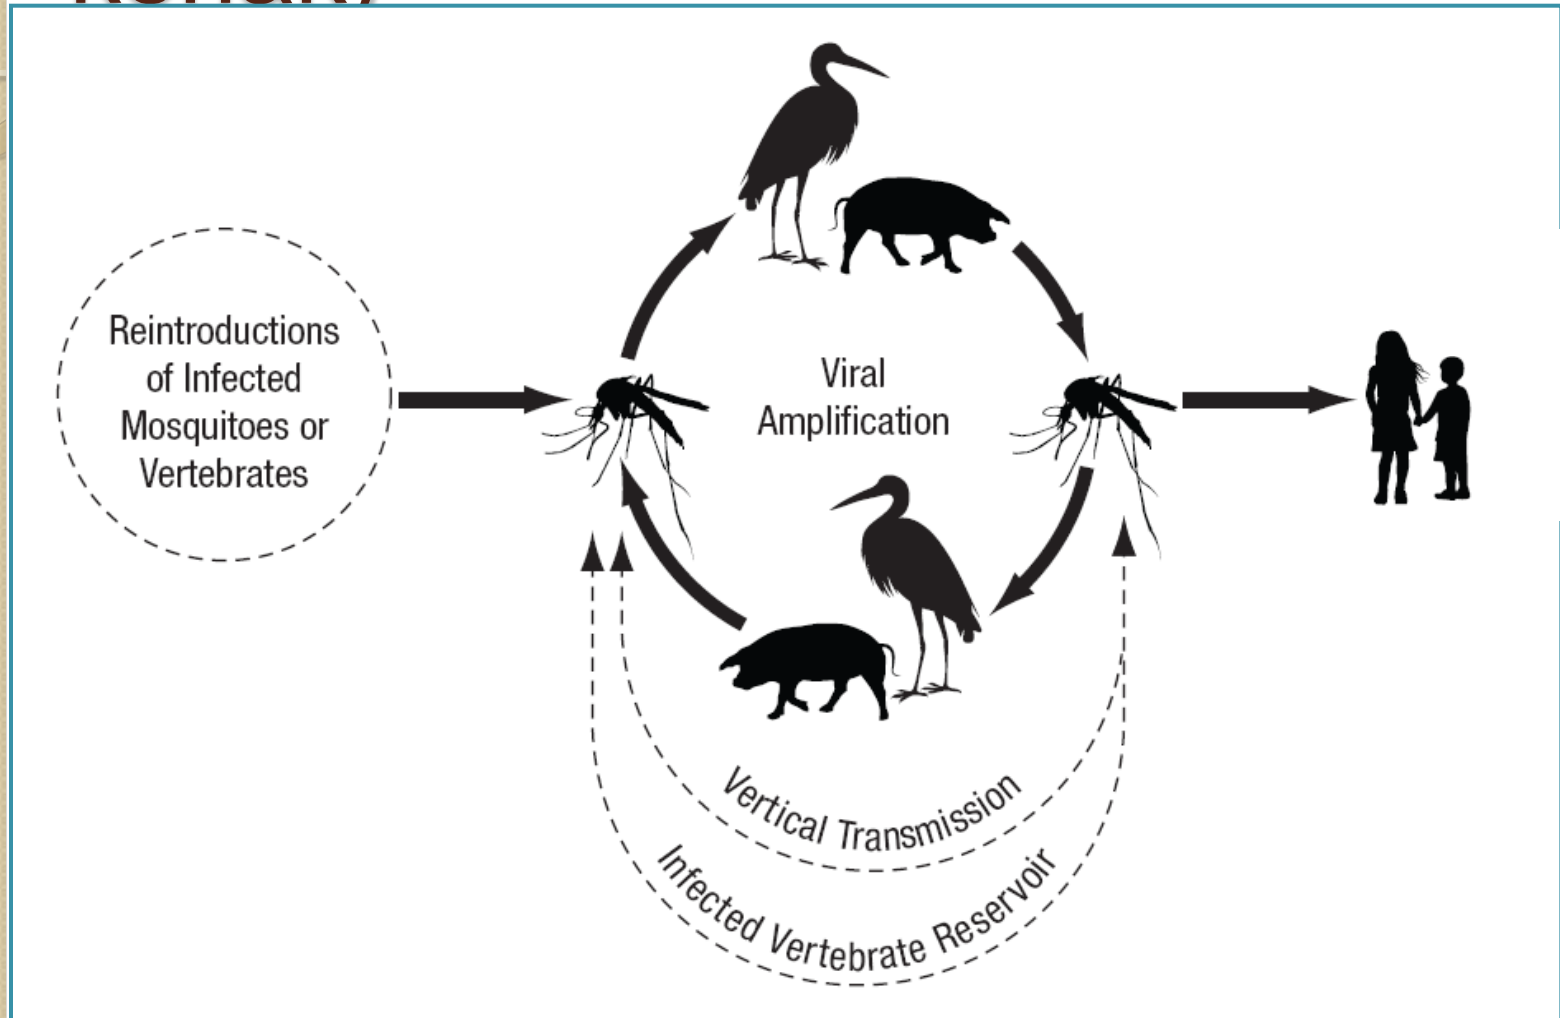 Reintroductions
of Infected
Mosquitoes or
Vertebrates
Viral
Amplification
Vertical Transmission
Infected Vertebrate Reservoir